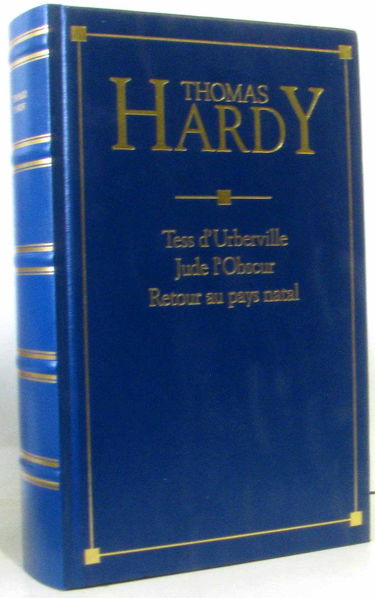 THOMAS
HARDY
Tess d'Urberville
Jude l'Obscur
Retour au pays natal